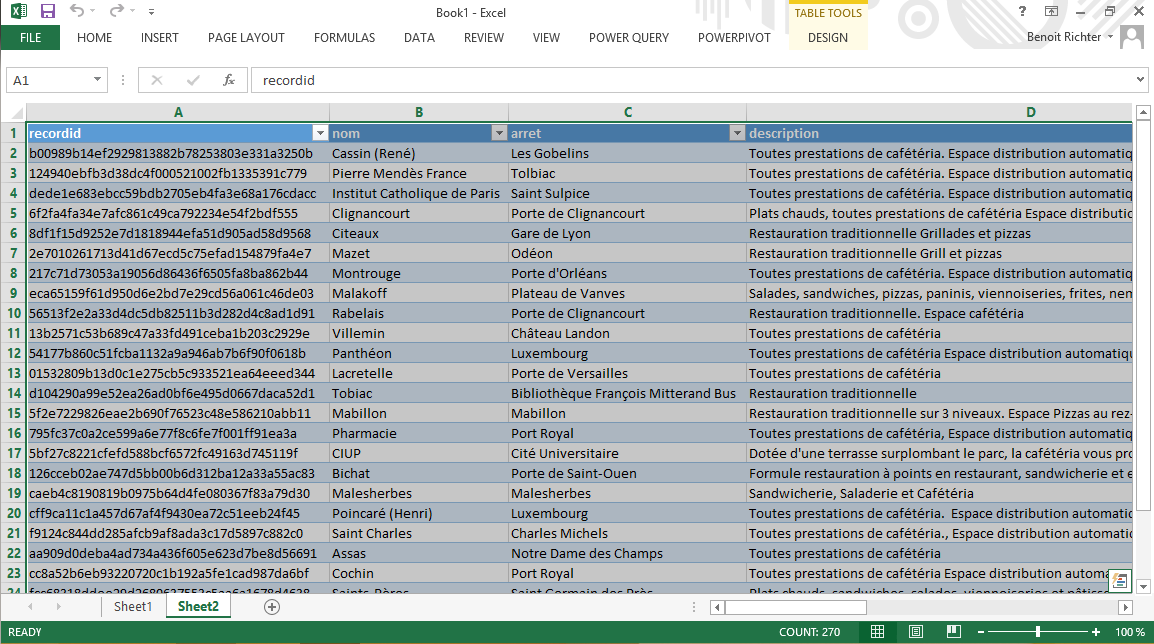 Book1 - Excel
TABLE TOOLS
?
FILE HOME INSERT PAGE LAYOUT FORMULAS DATA REVIEW VIEW POWER QUERY POWERPIVOT DESIGN Benoit Richter
A1 fx recordid
A B C D
1 recordid nom arret description
2 b00989b14ef2929813882b78253803e331a3250b Cassin (René) Les Gobelins Toutes prestations de cafétéria. Espace distribution automatiq
3 124940ebfb3d38dc4f000521002fb1335391c779 Pierre Mendès France Tolbiac Toutes prestations de cafétéria. Espace distribution automatiq
4 dede1e683ebcc59bdb2705eb4fa3e68a176cdacc Institut Catholique de Paris Saint Sulpice Toutes prestations de cafétéria. Espace distribution automatiq
5 6f2fa4fa34e7afc861c49ca792234e54f2bdf555 Clignancourt Porte de Clignancourt Plats chauds, toutes prestations de cafétéria Espace distributic
6 8df1f15d9252e7d1818944efa51d905ad58d9568 Citeaux Gare de Lyon Restauration traditionnelle Grillades et pizzas
7 2e7010261713d41d67ecd5c75efad154879fa4e7 Mazet Odéon Restauration traditionnelle Grill et pizzas
8 217c71d73053a19056d86436f6505fa8ba862b44 Montrouge Porte d'Orléans Toutes prestations de cafétéria. Espace distribution automatiq
9 eca65159f61d950d6e2bd7e29cd56a061c46de03 Malakoff Plateau de Vanves Salades, sandwiches, pizzas, paninis, viennoiseries, frites, nem
10 56513f2e2a33d4dc5db82511b3d282d4c8ad1d91 Rabelais Porte de Clignancourt Restauration traditionnelle. Espace cafétéria
11 13b2571c53b689c47a33fd491ceba1b203c2929e Villemin Château Landon Toutes prestations de cafétéria
12 54177b860c51fcba1132a9a946ab7b6f90f0618b Panthéon Luxembourg Toutes prestations de cafétéria Espace distribution automatiqu
13 01532809b13d0c1e275cb5c933521ea64eeed344 Lacretelle Porte de Versailles Toutes prestations de cafétéria
14 d104290a99e52ea26ad0bf6e495d0667daca52d1 Tobiac Bibliothèque François Mitterand Bus Restauration traditionnelle
15 5f2e7229826eae2b690f76523c48e586210abb11 Mabillon Mabillon Restauration traditionnelle sur 3 niveaux. Espace Pizzas au rez-
16 795fc37c0a2ce599a6e77f8c6fe7f001ff91ea3a Pharmacie Port Royal Toutes prestations de cafétéria, Espace distribution automatiq
17 5bf27c8221cfefd588bcf6572fc49163d745119f CIUP Cité Universitaire Dotée d'une terrasse surplombant le parc, la cafétéria vous pro
18 126cceb02ae747d5bb00b6d312ba12a33a55ac83 Bichat Porte de Saint-Ouen Formule restauration à points en restaurant, sandwicherie et e
19 caeb4c8190819b0975b64d4fe080367f83a79d30 Malesherbes Malesherbes Sandwicherie, Saladerie et Cafétéria
20 cff9ca11c1a457d67af4f9430ea72c51eeb24f45 Poincaré (Henri) Luxembourg Toutes prestations de cafétéria. Espace distribution automatic
21 f9124c844dd285afcb9af8ada3c17d5897c882c0 Saint Charles Charles Michels Toutes prestations de cafétéria., Espace distribution automatic
22 aa909d0deba4ad734a436f605e623d7be8d56691 Assas Notre Dame des Champs Toutes prestations de cafétéria
23 cc8a52b6eb93220720c1b192a5fe1cad987da6bf Cochin Port Royal Toutes prestations de cafétéria Espace distribution autom
Sheet1 Sheet2
READY COUNT: 270 100 %